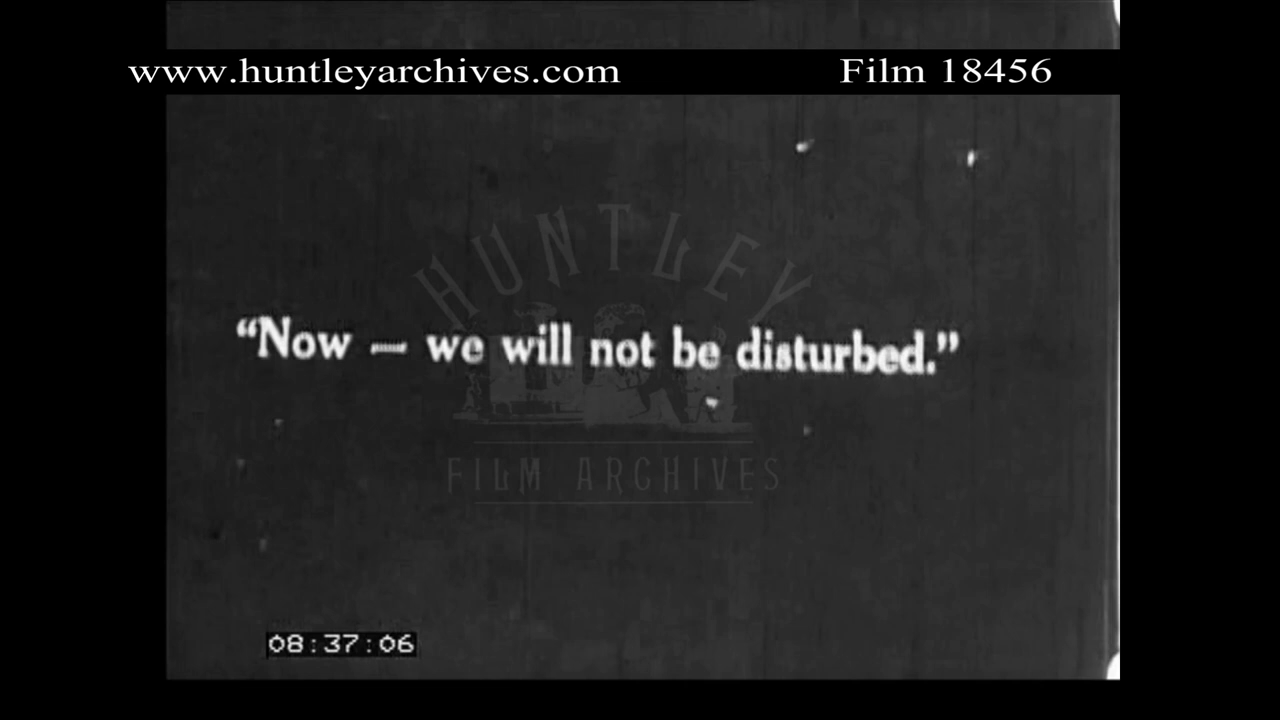 www.huntleyarchives.com Film 18456
HUNTLEY
“Now — we will not be disturbed.”
FILM ARCHIVES
08:37:06